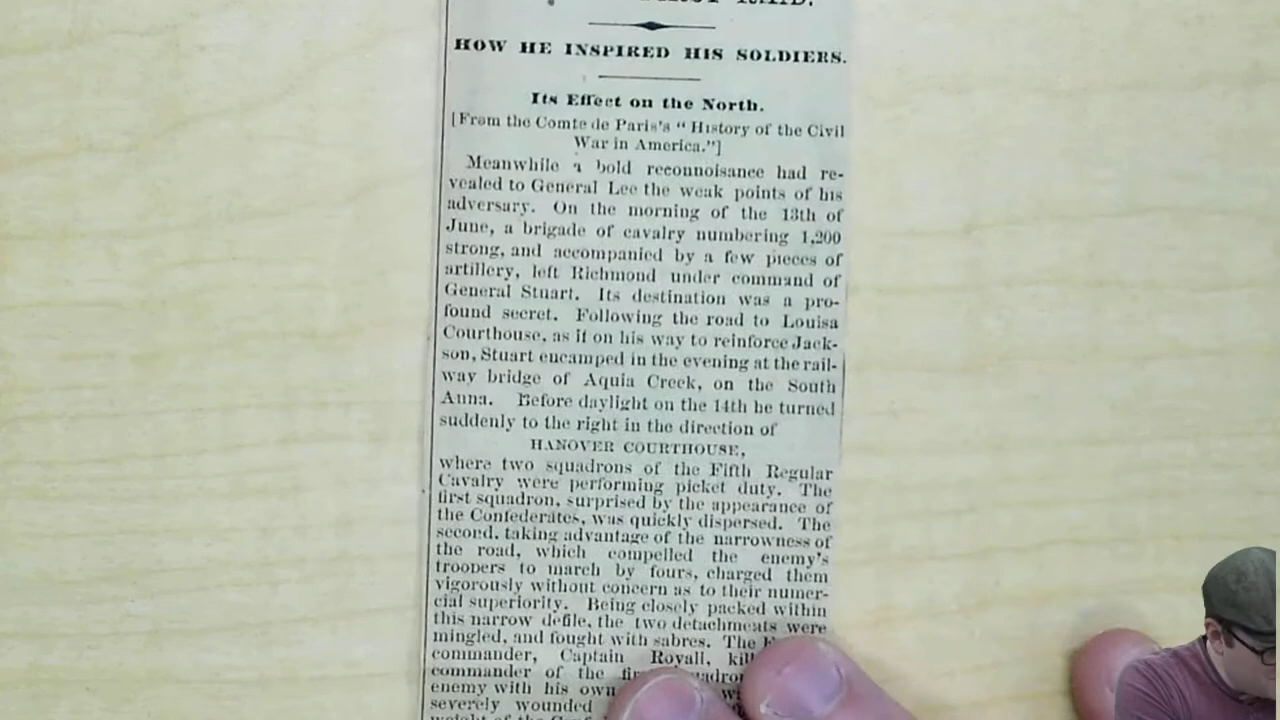 RAID.
HOW HE INSPIRED HIS SOLDIERS.
Its Effect on the North.
[From the Comte de Paris's "History of the Civil
War in America."]
Meanwhile a bold reconnoisance had re-
vealed to General Lee the weak points of his
adversary. On the morning of the 13th of
June, a brigade of cavalry numbering 1,200
strong, and accompanied by a few pieces of
artillery, left Richmond under command of
General Stuart. Its destination was a pro-
found secret. Following the road to Louisa
Courthouse, as if on his way to reinforce Jack-
son, Stuart encamped in the evening at the rail-
way bridge of Aquia Creek, on the South
Anna. Before daylight on the 14th he turned
suddenly to the right in the direction of
HANOVER COURTHOUSE,
where two squadrons of the Fifth Regular
Cavalry were performing picket duty. The
first squadron, surprised by the appearance of
the Confederates, was quickly dispersed. The
second, taking advantage of the narrowness of
the road, which compelled the enemy's
troopers to march by fours, charged them
vigorously without concern as to their numer-
cial superiority. Being closely packed within
this narrow defile, the two detachments were
mingled, and fought with sabres. The
commander, Captain Royall,
commander of the
enemy with his own
severely wounded